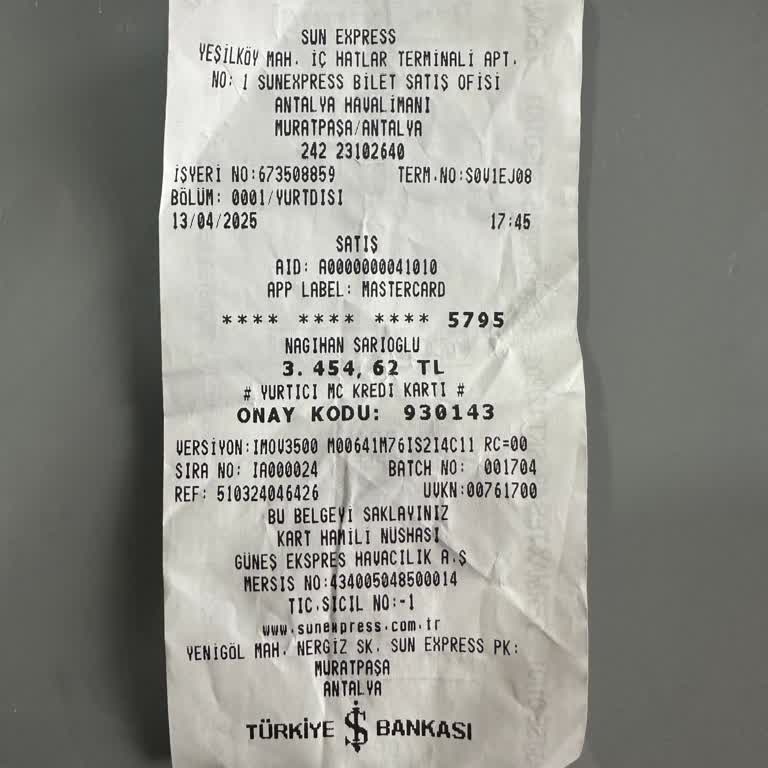 SUN EXPRESS
YEŞİLKÖY MAH. İÇ HATLAR TERMİNALİ APT.
NO: 1 SUNEXPRESS BİLET SATIŞ OFİSİ
ANTALYA HAVALİMANI
MURATPAŞA/ANTALYA
242 23102640
İŞYERİ NO:673508859 TERM.NO:S0V1EJ08
BÖLÜM: 0001/YURTDISI
13/04/2025 17:45
SATIŞ
AID: A0000000041010
APP LABEL: MASTERCARD
**** **** **** 5795
NAGIHAN SARIOGLU
3.454,62 TL
# YURTICI MC KREDI KARTI #
ONAY KODU: 930143
VERSİYON:IMOV3500 M00641M76IS214C11 RC=00
SIRA NO: IA000024 BATCH NO: 001704
REF: 510324046426 UVKN:00761700
BU BELGEYİ SAKLAYINIZ
KART HAMİLİ NÜSHASI
GÜNEŞ EKSPRES HAVACILIK A.Ş
MERSIS NO:434005048500014
TIC.SICIL NO:-1
www.sunexpress.com.tr
YENİGÖL MAH. NERGİZ SK. SUN EXPRESS PK:
MURATPAŞA
ANTALYA
TÜRKİYE İŞ BANKASI